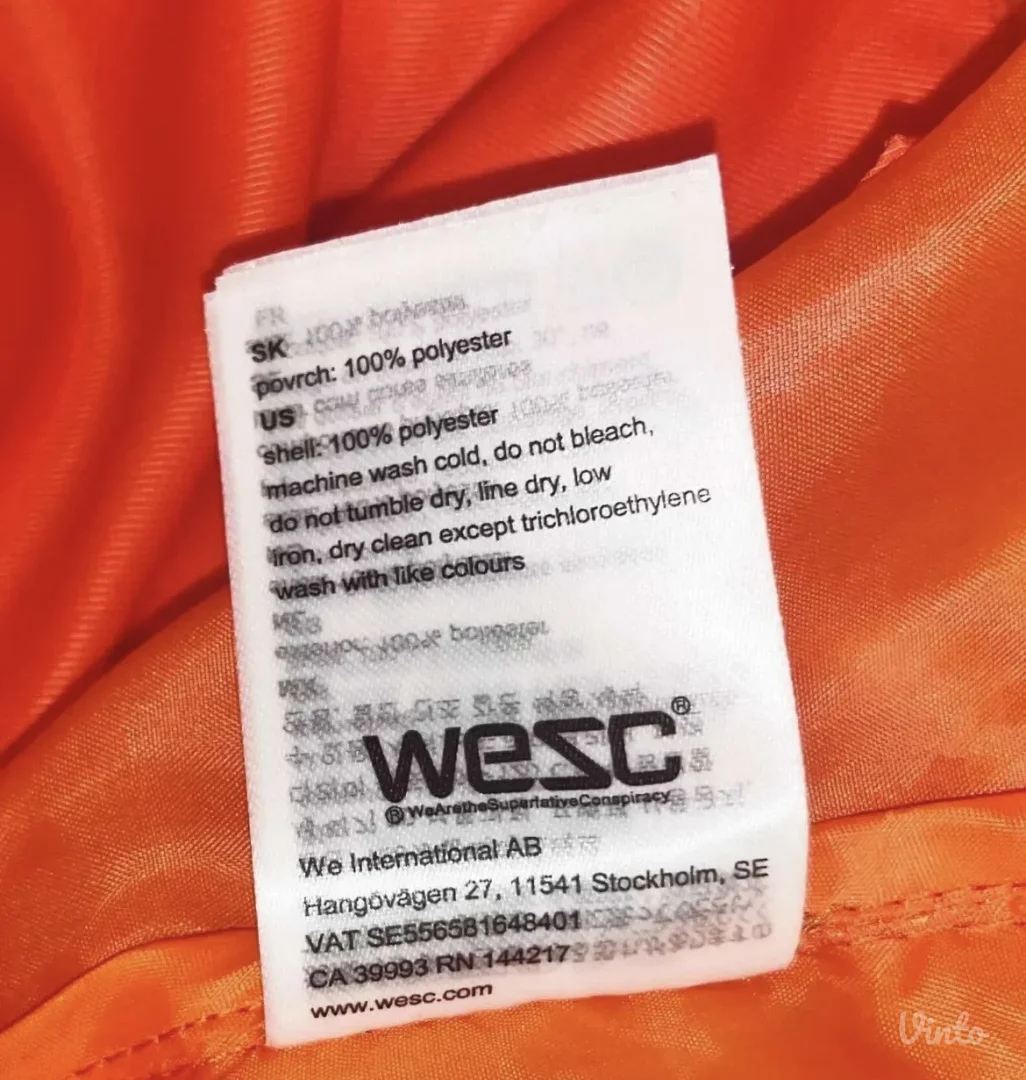 FR
SK
povrch: 100% polyester
US
shell: 100% polyester
machine wash cold, do not bleach,
do not tumble dry, line dry, low
iron, dry clean except trichloroethylene
wash with like colours
wesc®
®WeAretheSuperlativeConspiracy
We International AB
Hangövägen 27, 11541 Stockholm, SE
VAT SE556581648401
CA 39993 RN 144217
www.wesc.com
Vinto